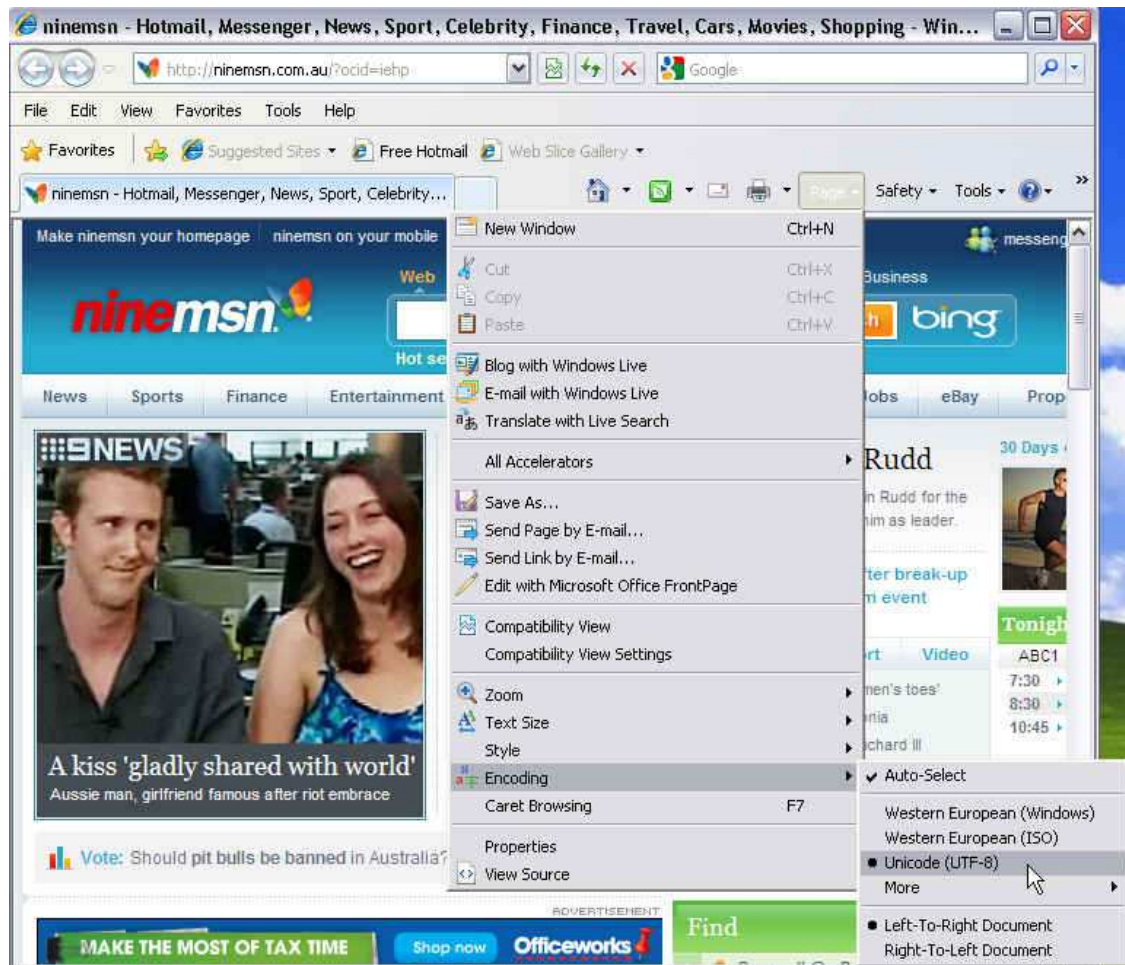 ninemsn - Hotmail, Messenger, News, Sport, Celebrity, Finance, Travel, Cars, Movies, Shopping - Win...
http://ninemsn.com.au/?ocid=iehp Google
File Edit View Favorites Tools Help
Favorites Suggested Sites Free Hotmail Web Slice Gallery
ninemsn - Hotmail, Messenger, News, Sport, Celebrity... Page Safety Tools
Make ninemsn your homepage ninemsn on your mobile
messeng
Web
Business
ninemsn.
bing
Hot se
News Sports Finance Entertainment
Jobs eBay Prop
New Window Ctrl+N
Cut Ctrl+X
Copy Ctrl+C
Paste Ctrl+V
Blog with Windows Live
E-mail with Windows Live
Translate with Live Search
All Accelerators
Save As...
Send Page by E-mail...
Send Link by E-mail...
Edit with Microsoft Office FrontPage
Compatibility View
Compatibility View Settings
Zoom
Text Size
Style
Encoding
Caret Browsing F7
Properties
View Source
Auto-Select
Western European (Windows)
Western European (ISO)
Unicode (UTF-8)
More
Left-To-Right Document
Right-To-Left Document
9NEWS
A kiss 'gladly shared with world'
Aussie man, girlfriend famous after riot embrace
Rudd
in Rudd for the
him as leader.
ter break-up
event
Video
men's toes'
chard III
30 Days
Tonigh
ABC1
7:30
8:30
10:45
Vote: Should pit bulls be banned in Australia?
ADVERTISEMENT
MAKE THE MOST OF TAX TIME Shop now Officeworks
Find